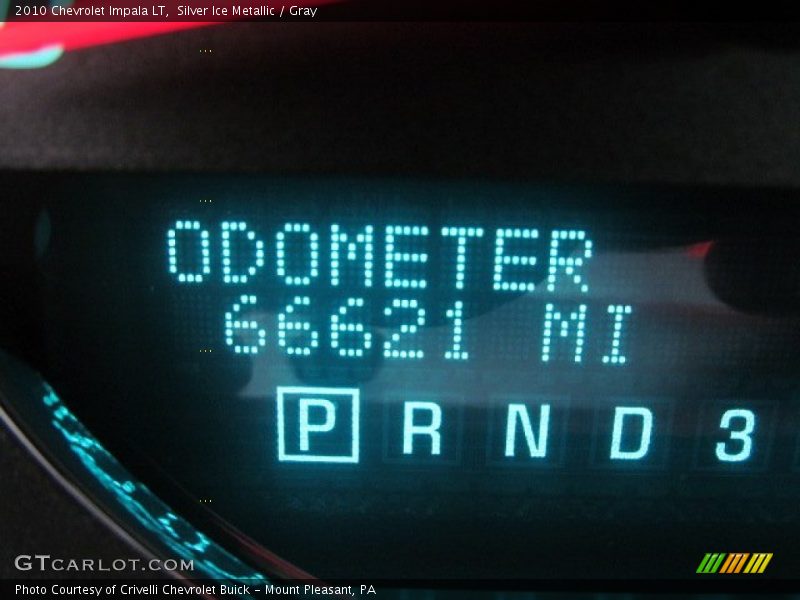 2010 Chevrolet Impala LT,  Silver Ice Metallic / Gray
ODOMETER
66621 MI
P R N D 3
GTCARLOT.COM
Photo Courtesy of Crivelli Chevrolet Buick - Mount Pleasant, PA